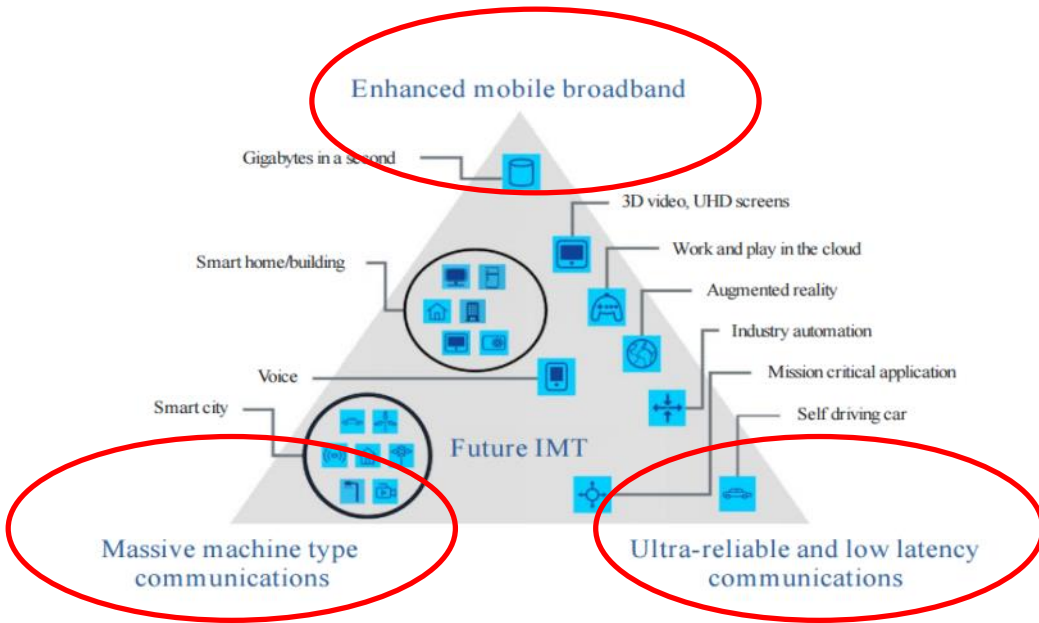 Enhanced mobile broadband
Gigabytes in a second
3D video, UHD screens
Work and play in the cloud
Smart home/building
Augmented reality
Industry automation
Voice
Mission critical application
Smart city
Self driving car
Future IMT
Massive machine type
communications
Ultra-reliable and low latency
communications